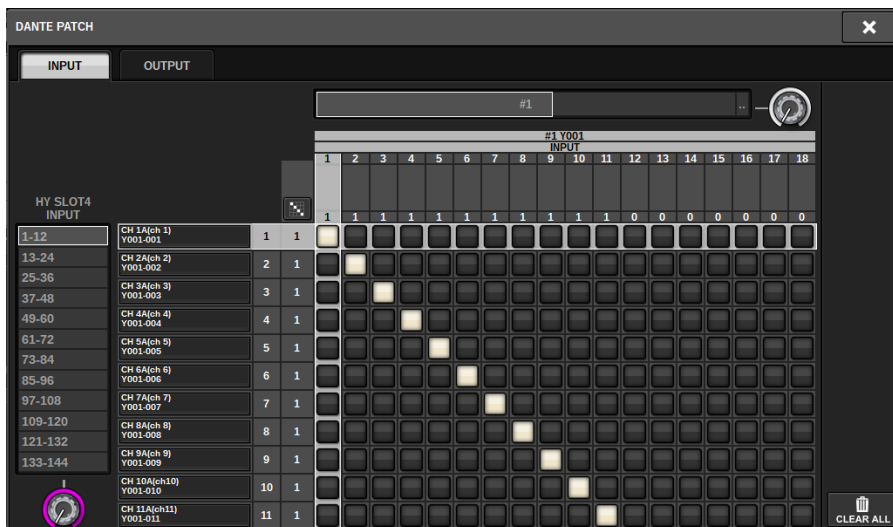 DANTE PATCH
INPUT OUTPUT
#1 ..
#1 Y001
INPUT
1 2 3 4 5 6 7 8 9 10 11 12 13 14 15 16 17 18
HY SLOT4
INPUT
1 1 1 1 1 1 1 1 1 1 1 0 0 0 0 0 0 0
1-12
13-24
25-36
37-48
49-60
61-72
73-84
85-96
97-108
109-120
121-132
133-144
CH 1A(ch 1)
Y001-001 1 1
CH 2A(ch 2)
Y001-002 2 1
CH 3A(ch 3)
Y001-003 3 1
CH 4A(ch 4)
Y001-004 4 1
CH 5A(ch 5)
Y001-005 5 1
CH 6A(ch 6)
Y001-006 6 1
CH 7A(ch 7)
Y001-007 7 1
CH 8A(ch 8)
Y001-008 8 1
CH 9A(ch 9)
Y001-009 9 1
CH 10A(ch10)
Y001-010 10 1
CH 11A(ch11)
Y001-011 11 1
CLEAR ALL